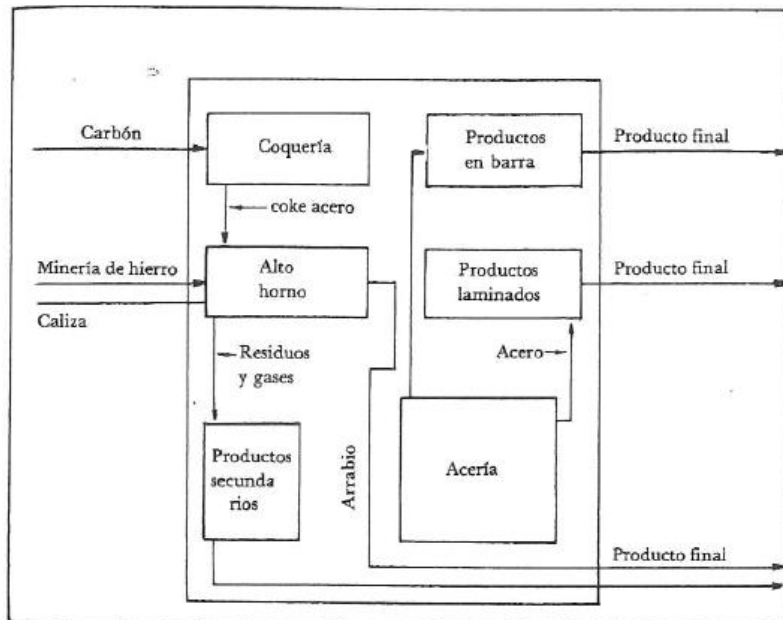 Carbón
Coquería
Productos
en barra
Producto final
coke acero
Minería de hierro
Caliza
Alto
horno
Productos
laminados
Producto final
Residuos
y gases
Acero
Productos
secunda
rios
Arrabio
Acería
Producto final